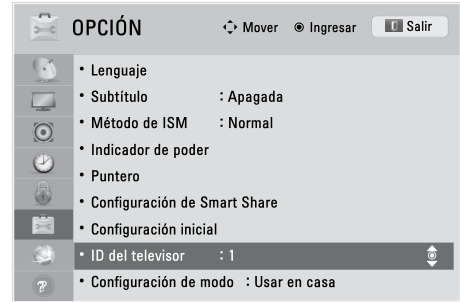 OPCIÓN Mover Ingresar Salir
• Lenguaje
• Subtítulo : Apagada
• Método de ISM : Normal
• Indicador de poder
• Puntero
• Configuración de Smart Share
• Configuración inicial
• ID del televisor : 1
• Configuración de modo : Usar en casa
?